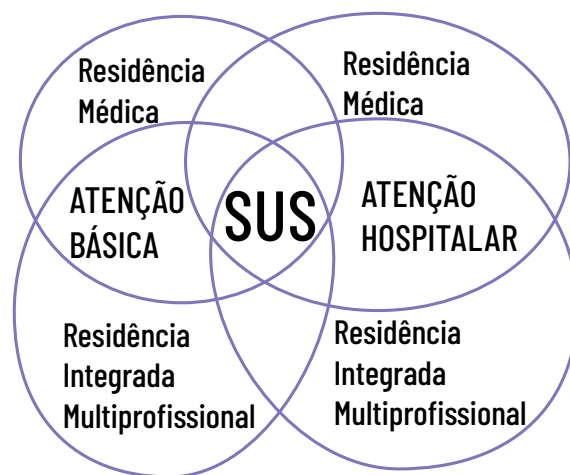 Residência
Médica
Residência
Médica
ATENÇÃO
BÁSICA
SUS
ATENÇÃO
HOSPITALAR
Residência
Integrada
Multiprofissional
Residência
Integrada
Multiprofissional